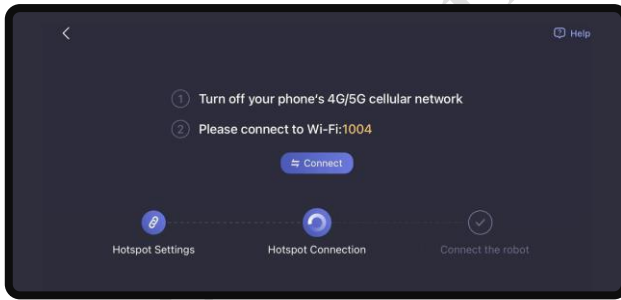 Help
1 Turn off your phone's 4G/5G cellular network
2 Please connect to Wi-Fi:1004
Connect
Hotspot Settings Hotspot Connection Connect the robot